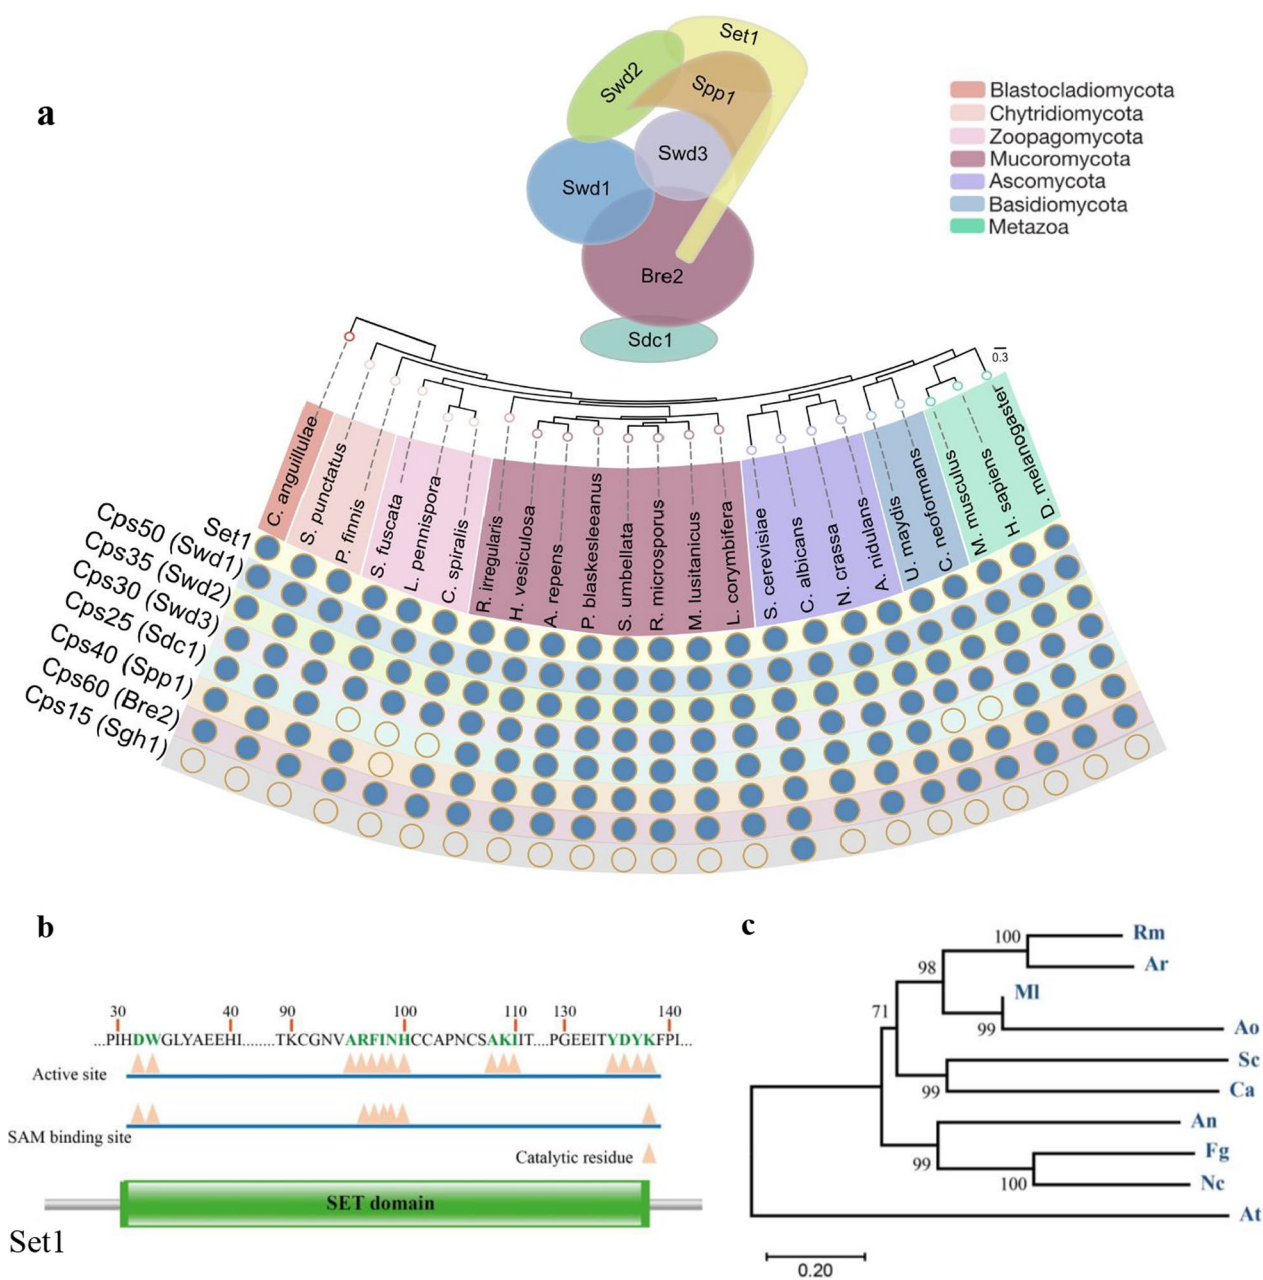 a
Set1
Swd2
Spp1
Swd3
Swd1
Bre2
Sdc1
Blastocladiomycota
Chytridiomycota
Zoopagomycota
Mucoromycota
Ascomycota
Basidiomycota
Metazoa
0.3
C. anguillulae
S. punctatus
P. finnis
S. fuscata
L. pennispora
C. spiralis
R. irregularis
H. vesiculosa
A. repens
P. blaskesleeanus
S. umbellata
R. microsporus
M. lusitanicus
L. corymbifera
S. cerevisiae
C. albicans
N. crassa
A. nidulans
U. maydis
C. neoformans
M. musculus
H. sapiens
D. melanogaster
Set1
Cps50 (Swd1)
Cps35 (Swd2)
Cps30 (Swd3)
Cps25 (Sdc1)
Cps40 (Spp1)
Cps60 (Bre2)
Cps15 (Sgh1)
b
30 40 90 100 110 130 140
...PIHDWGLYAEEHI........TKCGNVARFINHCCAPNCSAKIIT....PGEEITYDYKFPI...
Active site
SAM binding site
Catalytic residue
SET domain
Set1
c
100
Rm
Ar
98
Ml
71
99
Ao
Sc
99
Ca
An
99
Fg
100
Nc
At
0.20